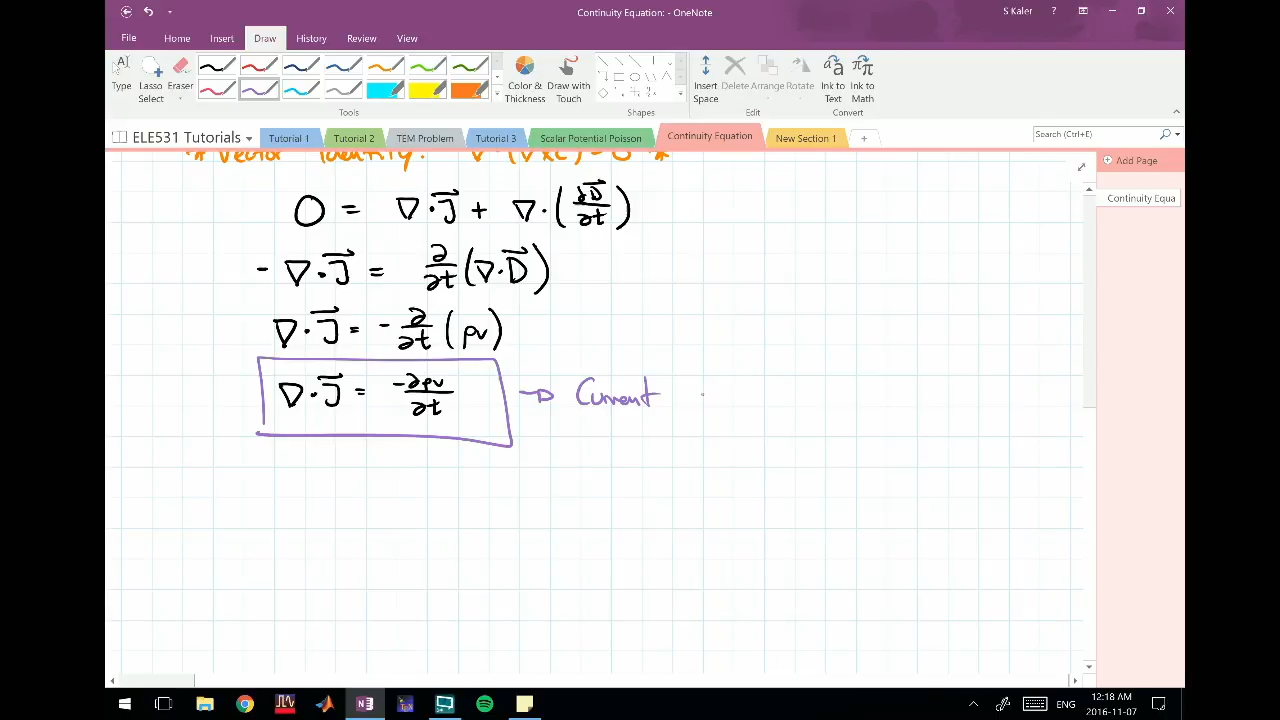 Continuity Equation: - OneNote
S Kaler
?
File Home Insert Draw History Review View
Type
Lasso Select
Eraser
Color & Thickness
Draw with Touch
Insert Space
Delete Arrange Rotate
Ink to Text
Ink to Math
Tools
Shapes
Edit
Convert
ELE531 Tutorials
Tutorial 1
Tutorial 2
TEM Problem
Tutorial 3
Scalar Potential Poisson
Continuity Equation
New Section 1
Search (Ctrl+E)
Add Page
Continuity Equa
* Vector Identity:
0 = ∇·J⃗ + ∇·(∂D⃗/∂t)
-∇·J⃗ = ∂/∂t (∇·D⃗)
∇·J⃗ = -∂/∂t (ρv)
∇·J⃗ = -∂ρv/∂t → Current
ENG
12:18 AM
2016-11-07